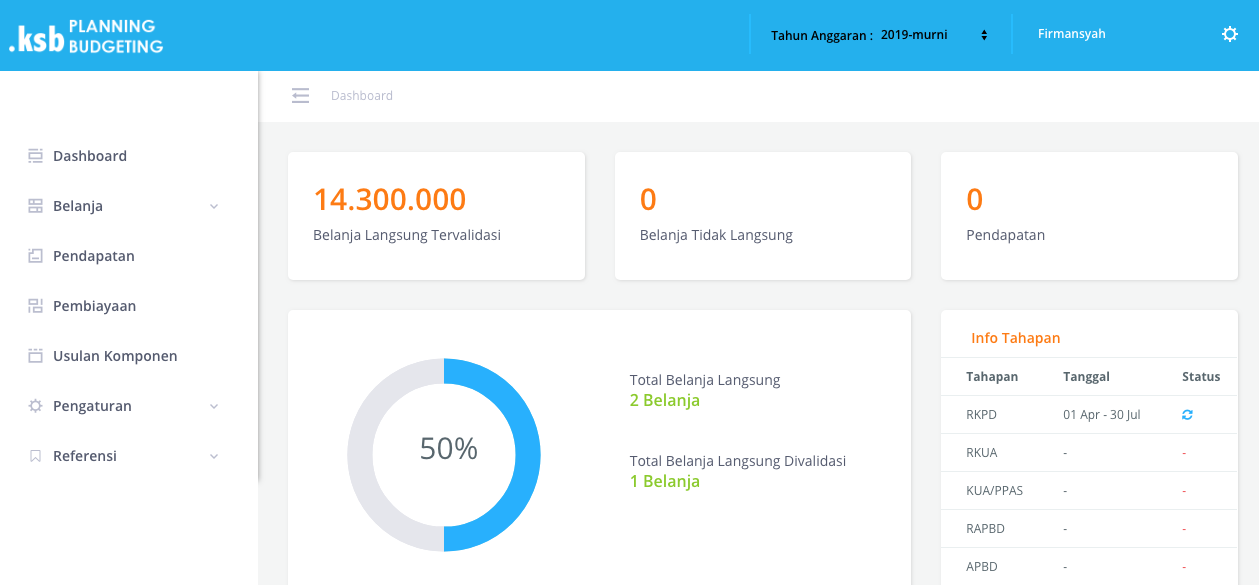 .ksb PLANNING BUDGETING
Tahun Anggaran : 2019-murni
Firmansyah
Dashboard
Dashboard
Belanja
Pendapatan
Pembiayaan
Usulan Komponen
Pengaturan
Referensi
14.300.000
Belanja Langsung Tervalidasi
0
Belanja Tidak Langsung
0
Pendapatan
50%
Total Belanja Langsung
2 Belanja
Total Belanja Langsung Divalidasi
1 Belanja
Info Tahapan
Tahapan Tanggal Status
RKPD 01 Apr - 30 Jul
RKUA - -
KUA/PPAS - -
RAPBD - -
APBD - -